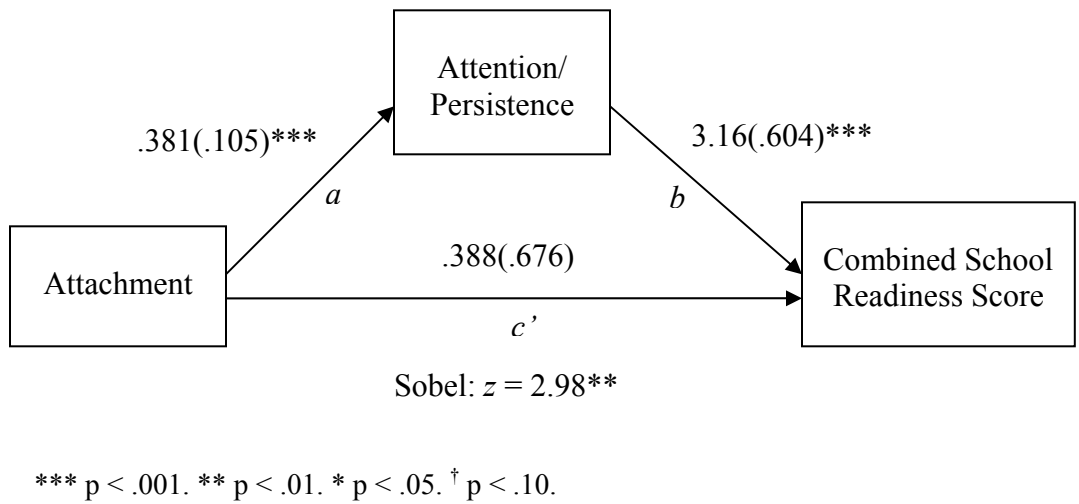 Attention/
Persistence
.381(.105)***
3.16(.604)***
a
b
Attachment
.388(.676)
Combined School
Readiness Score
c’
Sobel: z = 2.98**
*** p < .001. ** p < .01. * p < .05. † p < .10.